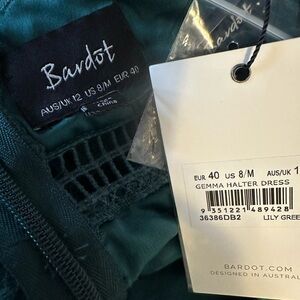 Bardot
AUS/UK 12 US 8/M EUR 40
EUR 40 US 8/M AUS/UK 1
GEMMA HALTER DRESS
9 351221 489428
36386DB2 LILY GREE
BARDOT.COM
DESIGNED IN AUSTRAL